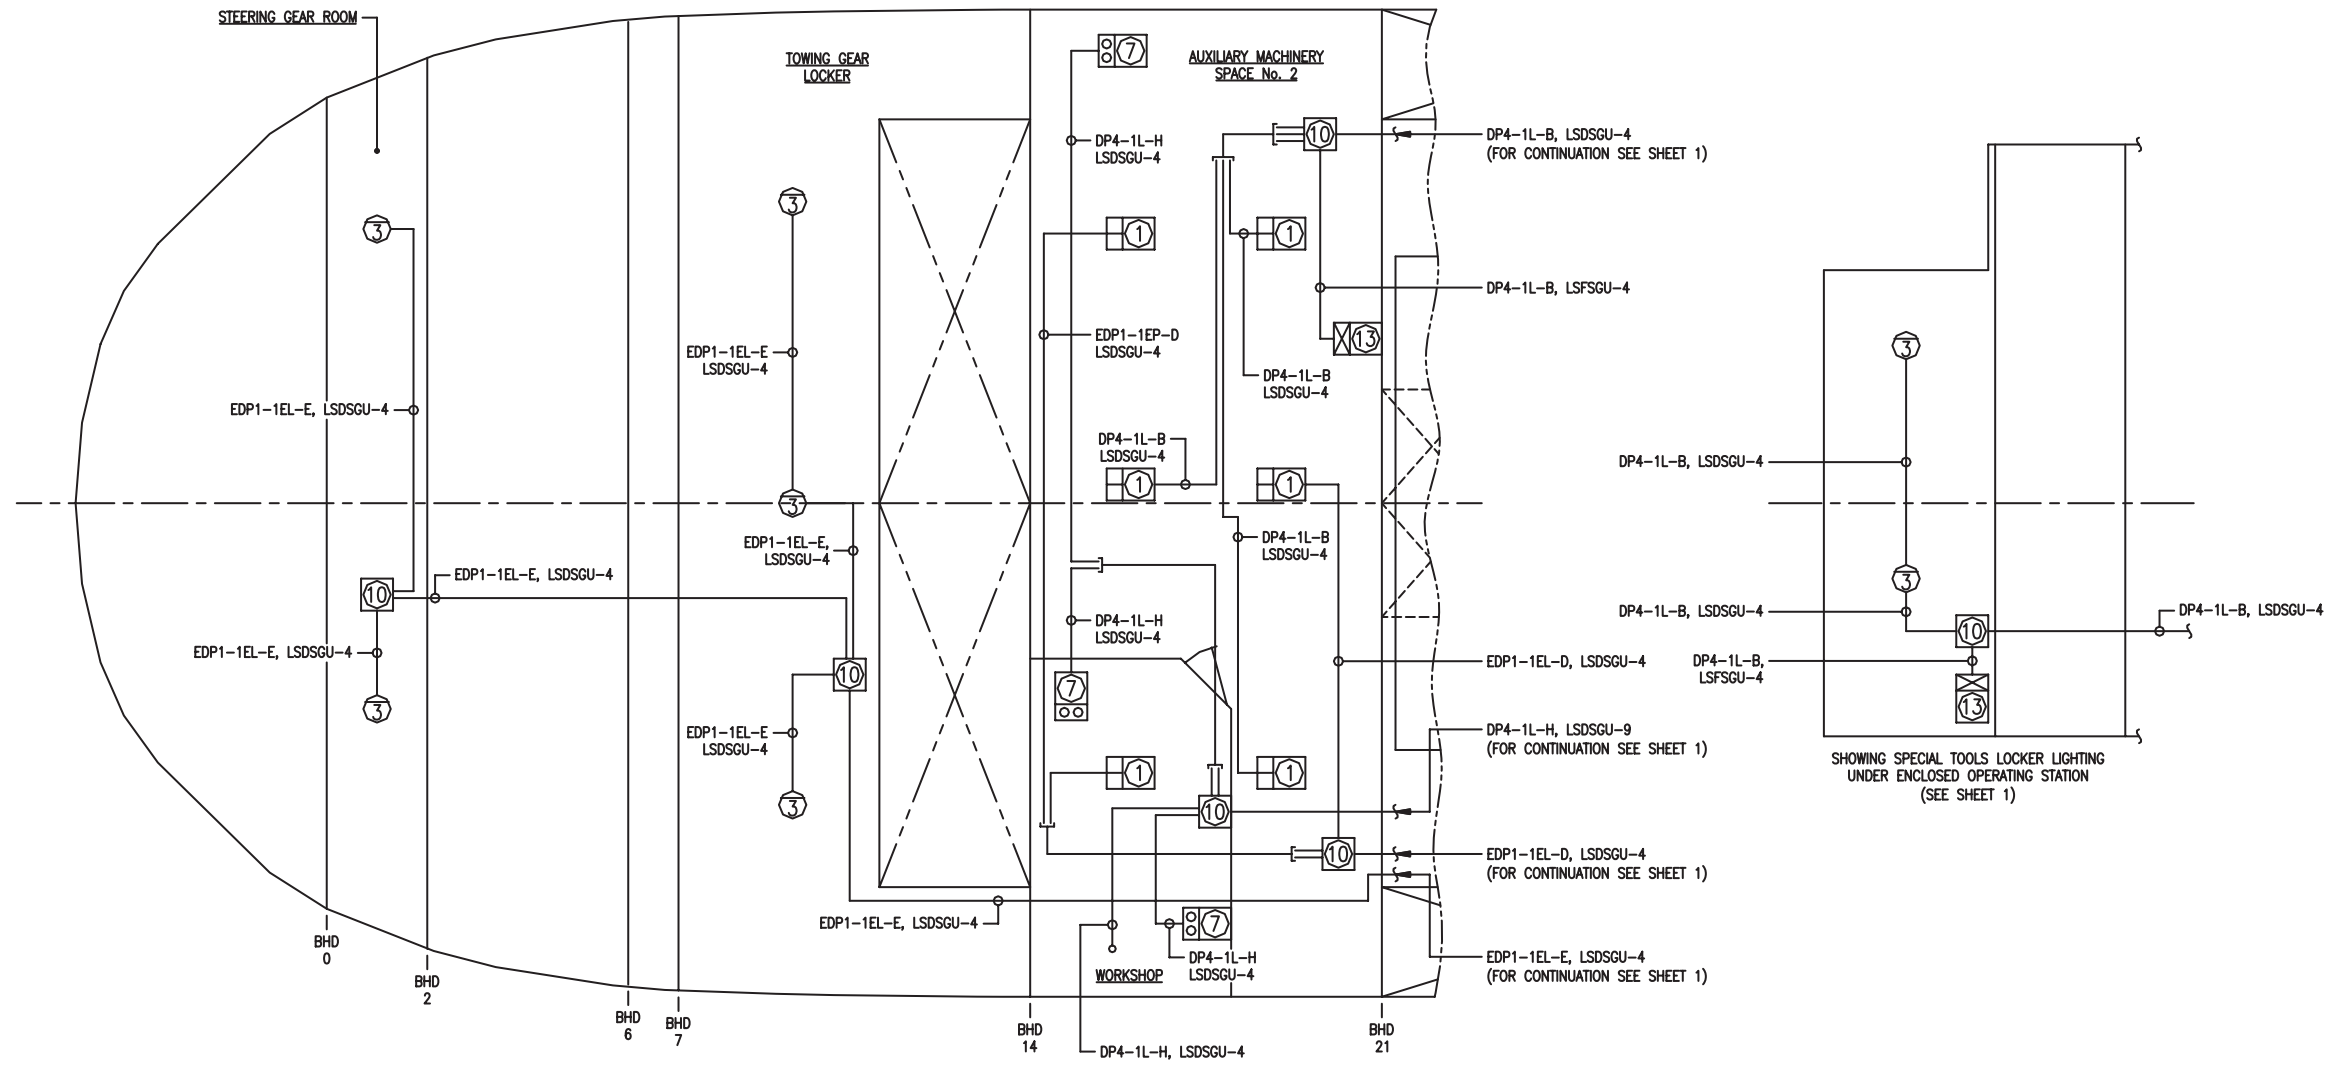 STEERING GEAR ROOM
TOWING GEAR
LOCKER
7
AUXILIARY MACHINERY
SPACE No. 2
10
DP4-1L-B, LSDSGU-4
(FOR CONTINUATION SEE SHEET 1)
DP4-1L-H
LSDSGU-4
3
3
1
1
DP4-1L-B, LSFSGU-4
EDP1-1EP-D
LSDSGU-4
13
EDP1-1EL-E
LSDSGU-4
DP4-1L-B
LSDSGU-4
EDP1-1EL-E, LSDSGU-4
DP4-1L-B
LSDSGU-4
1
1
3
EDP1-1EL-E,
LSDSGU-4
DP4-1L-B
LSDSGU-4
EDP1-1EL-E, LSDSGU-4
10
DP4-1L-H
LSDSGU-4
EDP1-1EL-E, LSDSGU-4
3
10
7
EDP1-1EL-D, LSDSGU-4
EDP1-1EL-E
LSDSGU-4
DP4-1L-H, LSDSGU-9
(FOR CONTINUATION SEE SHEET 1)
3
1
1
10
10
EDP1-1EL-D, LSDSGU-4
(FOR CONTINUATION SEE SHEET 1)
EDP1-1EL-E, LSDSGU-4
7
DP4-1L-H
LSDSGU-4
WORKSHOP
EDP1-1EL-E, LSDSGU-4
(FOR CONTINUATION SEE SHEET 1)
DP4-1L-H, LSDSGU-4
BHD
0
BHD
2
BHD
6
BHD
7
BHD
14
BHD
21
3
DP4-1L-B, LSDSGU-4
3
DP4-1L-B, LSDSGU-4
10
DP4-1L-B, LSDSGU-4
DP4-1L-B,
LSFSGU-4
13
SHOWING SPECIAL TOOLS LOCKER LIGHTING
UNDER ENCLOSED OPERATING STATION
(SEE SHEET 1)